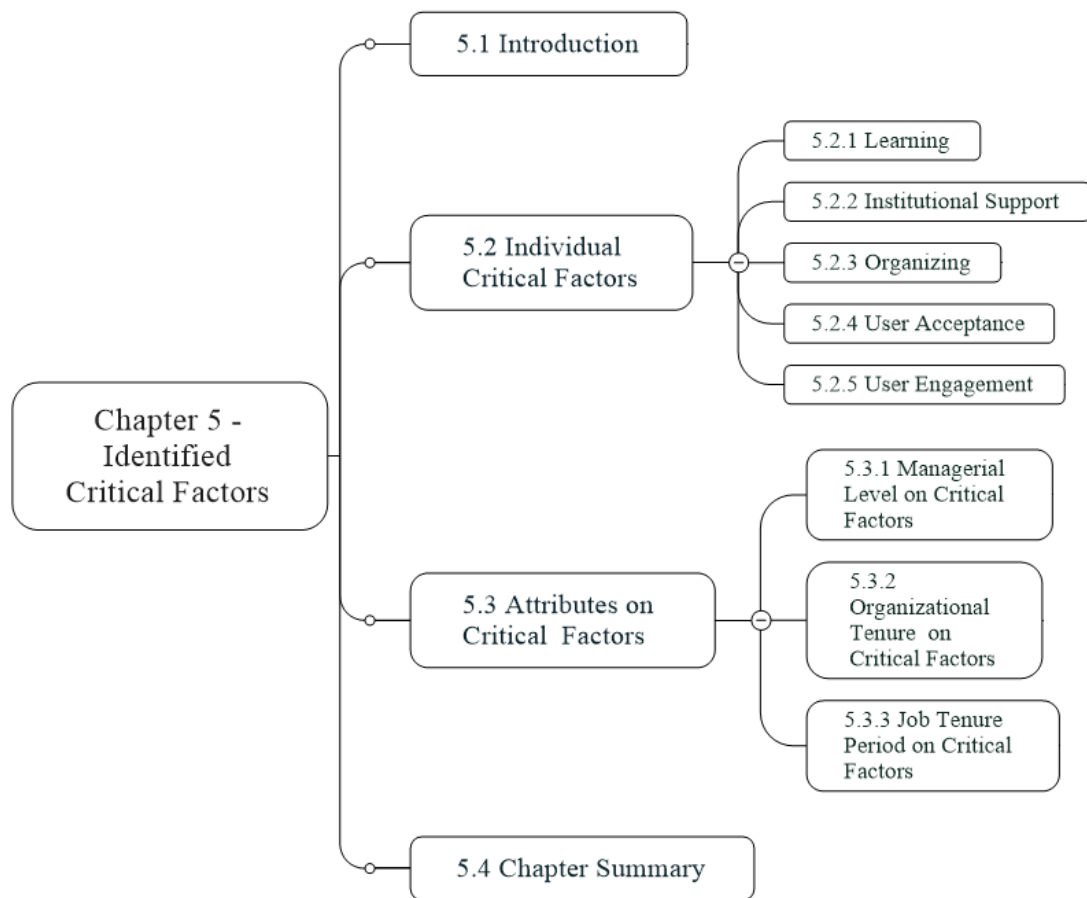 5.1 Introduction
5.2.1 Learning
5.2.2 Institutional Support
5.2 Individual
Critical Factors
5.2.3 Organizing
5.2.4 User Acceptance
5.2.5 User Engagement
Chapter 5 -
Identified
Critical Factors
5.3.1 Managerial
Level on Critical
Factors
5.3 Attributes on
Critical  Factors
5.3.2
Organizational
Tenure  on
Critical Factors
5.3.3 Job Tenure
Period on Critical
Factors
5.4 Chapter Summary